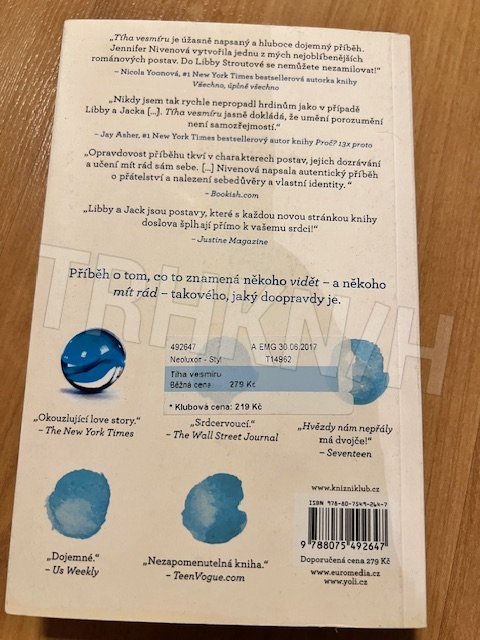 „Tíha vesmíru je úžasně napsaný a hluboce dojemný příběh.
Jennifer Nivenová vytvořila jednu z mých nejoblíbenějších
románových postav. Do Libby Stroutové se nemůžete nezamilovat!“
– Nicola Yoonová, #1 New York Times bestsellerová autorka knihy
Všechno, úplně všechno
„Nikdy jsem tak rychle nepropadl hrdinům jako v případě
Libby a Jacka [...]. Tíha vesmíru jasně dokládá, že umění porozumění
není samozřejmostí.“
– Jay Asher, #1 New York Times bestsellerový autor knihy Proč? 13x proto
„Opravdovost příběhu tkví v charakterech postav, jejich dozrávání
a učení mít rád sám sebe. [...] Nivenová napsala autentický příběh
o přátelství a nalezení sebedůvěry a vlastní identity.“
– Bookish.com
„Libby a Jack jsou postavy, které s každou novou stránkou knihy
doslova šplhají přímo k vašemu srdci!“
– Justine Magazine
Příběh o tom, co to znamená někoho vidět – a někoho
mít rád – takového, jaký doopravdy je.
TREKNIH
492647 A EMG 30.06.2017
Neoluxor - Styl T14962
Tíha vesmíru
Běžná cena: 279 Kč
* Klubová cena: 219 Kč
„Okouzlující love story.“
– The New York Times
„Srdcervoucí.“
– The Wall Street Journal
„Hvězdy nám nepřály
má dvojče!“
– Seventeen
„Dojemné.“
– Us Weekly
„Nezapomenutelná kniha.“
– TeenVogue.com
www.knizniklub.cz
ISBN 978-80-7549-264-7
9 788075 492647
Doporučená cena 279 Kč
www.euromedia.cz
www.yoli.cz